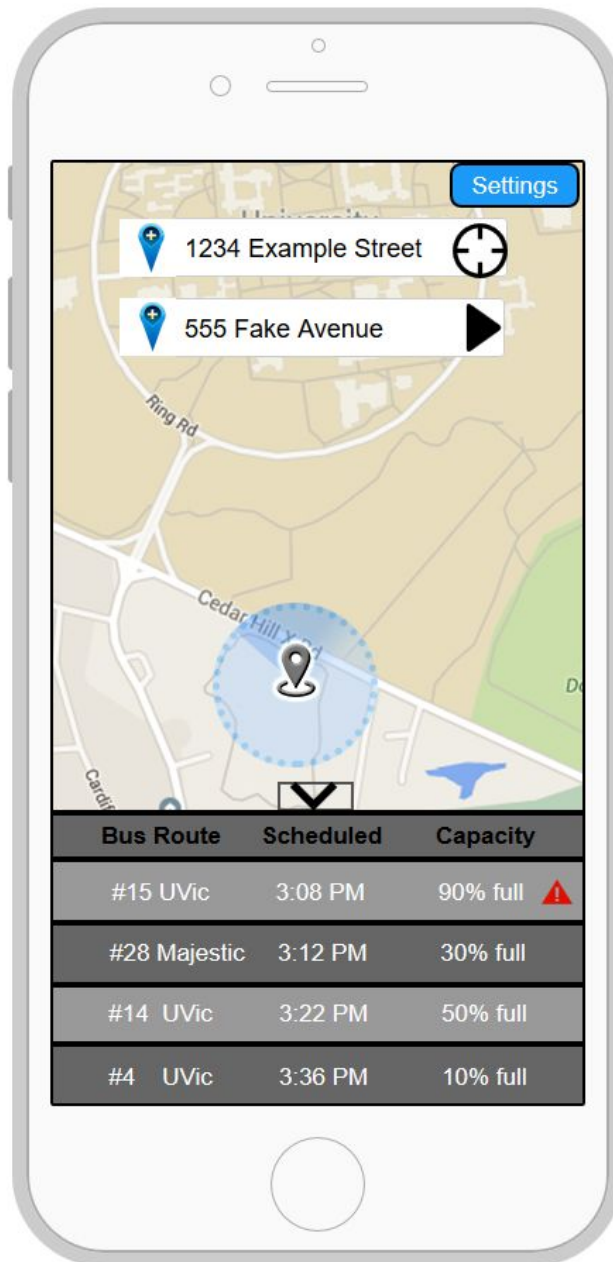 Settings
University
1234 Example Street
555 Fake Avenue
Ring Rd
Cedar Hill X Rd
Bus Route Scheduled Capacity
#15 UVic 3:08 PM 90% full
#28 Majestic 3:12 PM 30% full
#14 UVic 3:22 PM 50% full
#4 UVic 3:36 PM 10% full